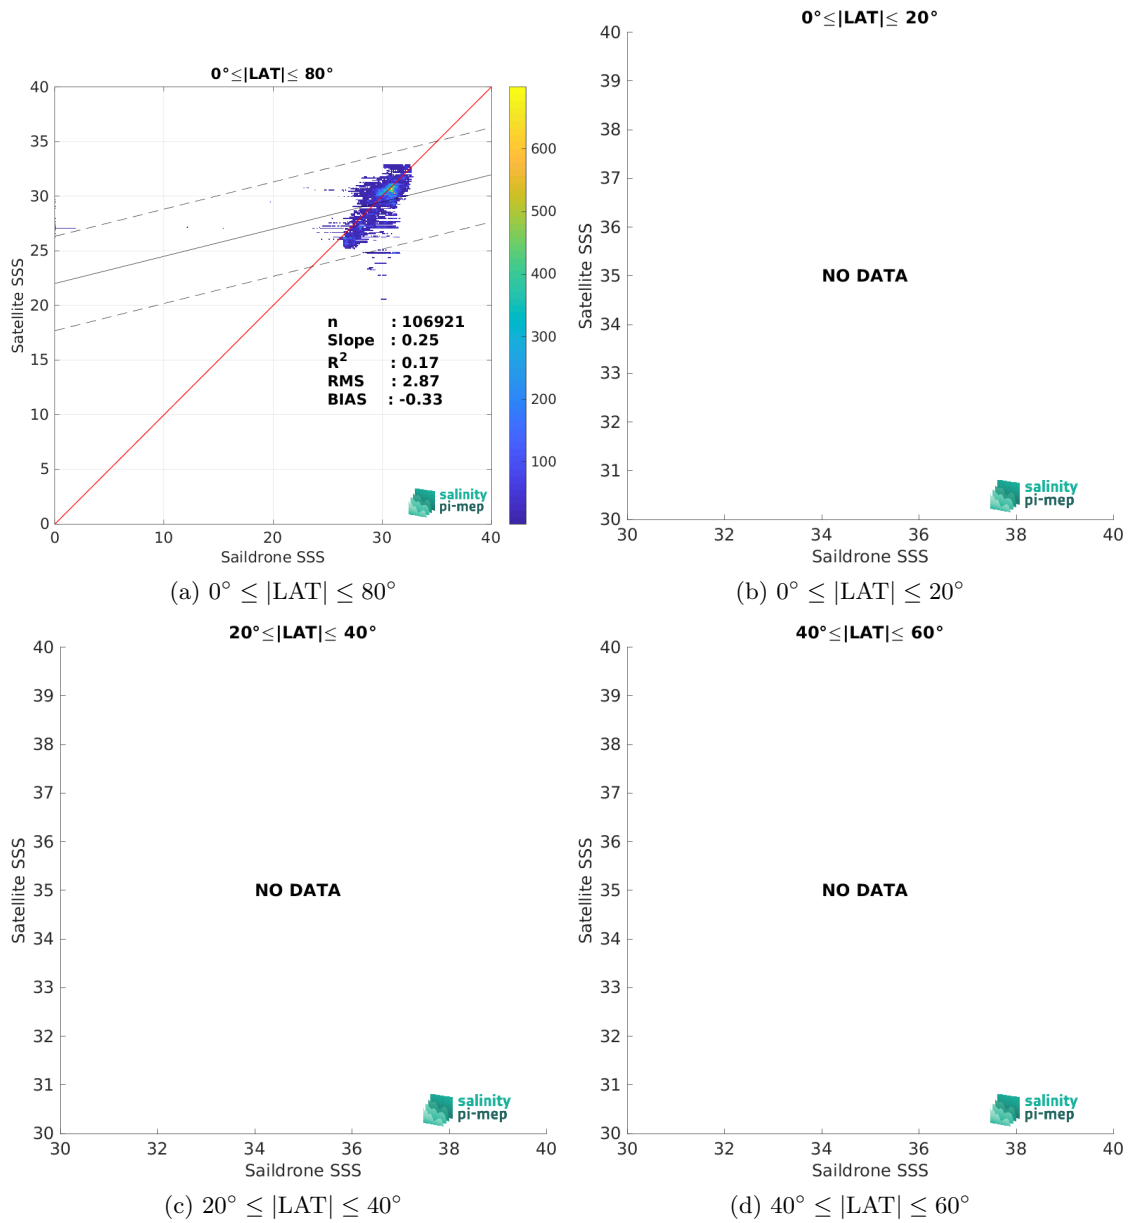 0°≤|LAT|≤ 80°
40
35
30
25
20
15
10
5
0
Satellite SSS
0
10
20
30
40
Saildrone SSS
600
500
400
300
200
100
n : 106921
Slope : 0.25
R² : 0.17
RMS : 2.87
BIAS : -0.33
salinity
pi-mep
(a) 0° ≤ |LAT| ≤ 80°
0°≤|LAT|≤ 20°
40
39
38
37
36
35
34
33
32
31
30
Satellite SSS
NO DATA
salinity
pi-mep
30
32
34
36
38
40
Saildrone SSS
(b) 0° ≤ |LAT| ≤ 20°
20°≤|LAT|≤ 40°
40
39
38
37
36
35
34
33
32
31
30
Satellite SSS
NO DATA
salinity
pi-mep
30
32
34
36
38
40
Saildrone SSS
(c) 20° ≤ |LAT| ≤ 40°
40°≤|LAT|≤ 60°
40
39
38
37
36
35
34
33
32
31
30
Satellite SSS
NO DATA
salinity
pi-mep
30
32
34
36
38
40
Saildrone SSS
(d) 40° ≤ |LAT| ≤ 60°